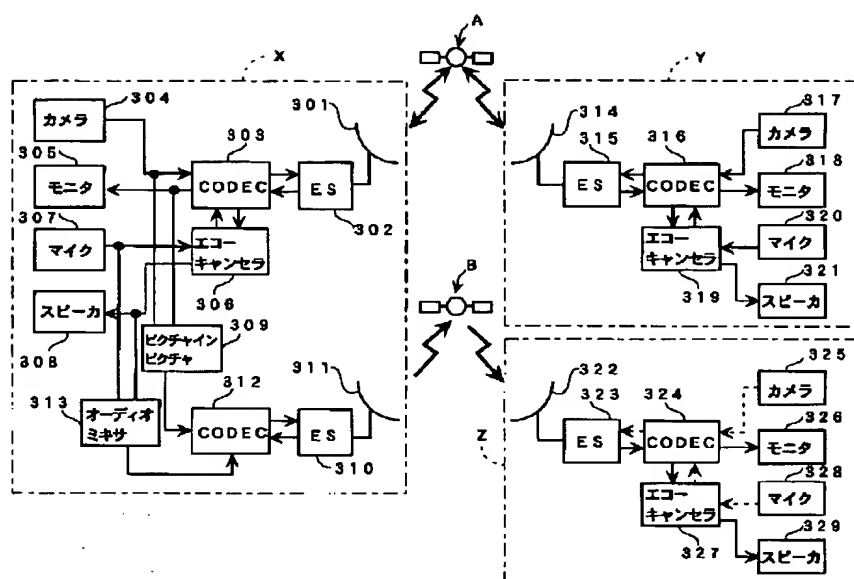 A
X
Y
B
Z
304
カメラ
305
モニタ
307
マイク
スピーカ
308
303
CODEC
301
ES
302
エコー
キャンセラ
306
ピクチャイン
ピクチャ
309
313
オーディオ
ミキサ
312
CODEC
311
ES
310
314
315
ES
316
CODEC
317
カメラ
318
モニタ
320
マイク
321
スピーカ
エコー
キャンセラ
319
322
323
ES
324
CODEC
325
カメラ
326
モニタ
328
マイク
329
スピーカ
エコー
キャンセラ
327